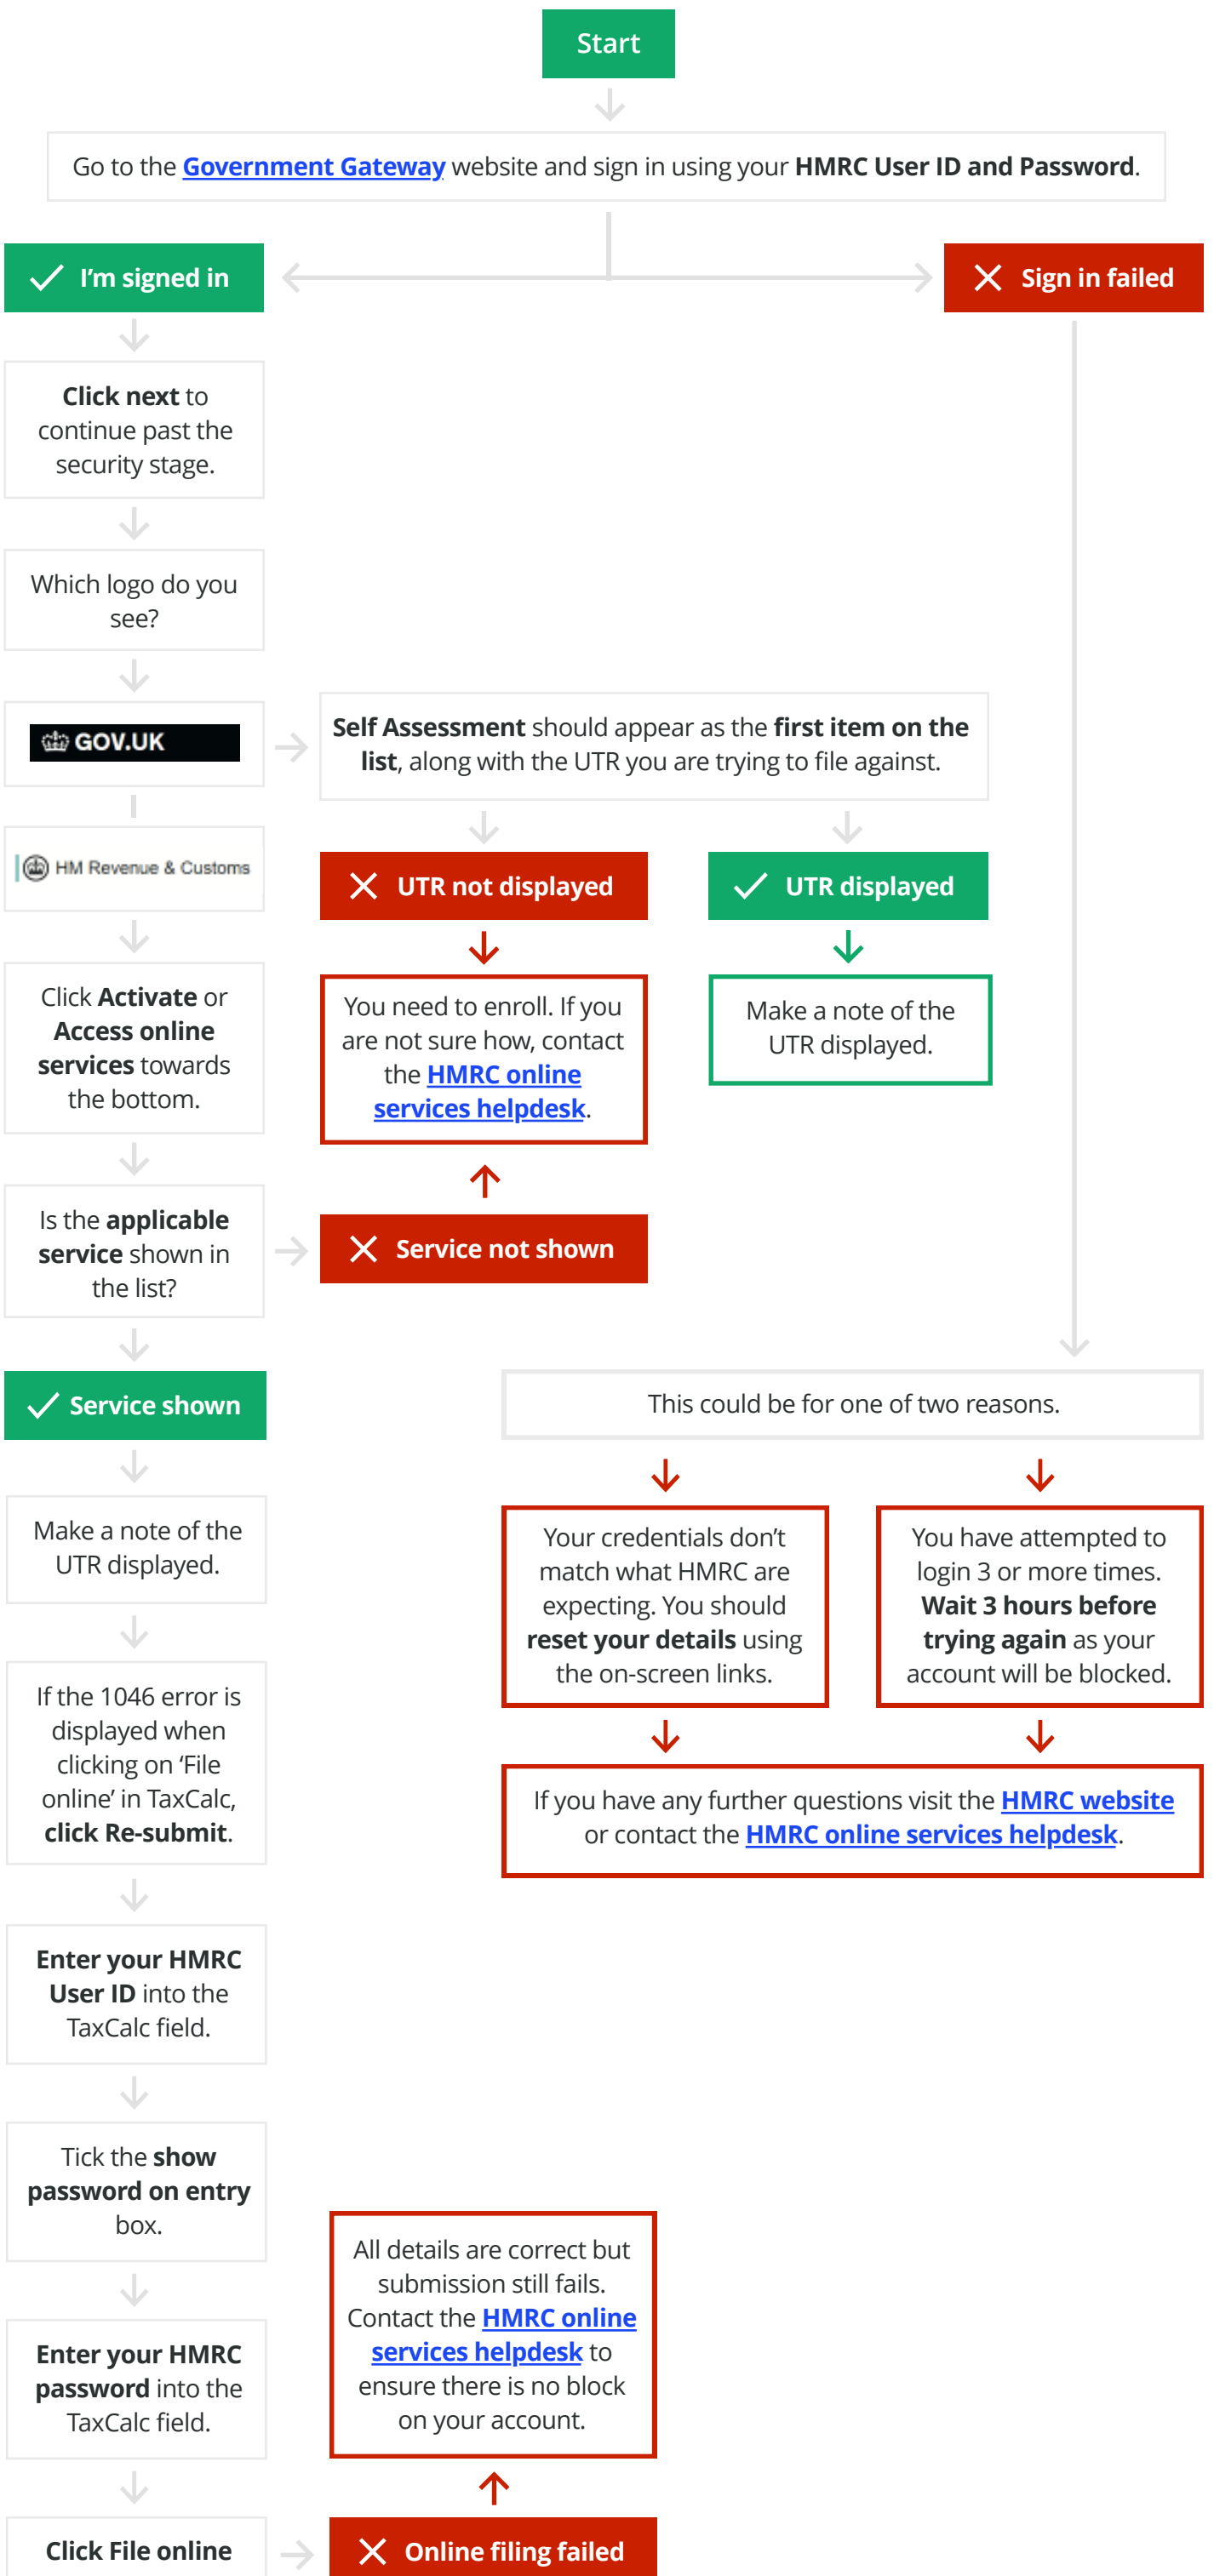 Start
Go to the Government Gateway website and sign in using your HMRC User ID and Password.
I'm signed in
Sign in failed
Click next to
continue past the
security stage.
Which logo do you
see?
GOV.UK
Self Assessment should appear as the first item on the
list, along with the UTR you are trying to file against.
HM Revenue & Customs
UTR not displayed
UTR displayed
Click Activate or
Access online
services towards
the bottom.
You need to enroll. If you
are not sure how, contact
the HMRC online
services helpdesk.
Make a note of the
UTR displayed.
Is the applicable
service shown in
the list?
Service not shown
Service shown
This could be for one of two reasons.
Make a note of the
UTR displayed.
Your credentials don't
match what HMRC are
expecting. You should
reset your details using
the on-screen links.
You have attempted to
login 3 or more times.
Wait 3 hours before
trying again as your
account will be blocked.
If the 1046 error is
displayed when
clicking on ‘File
online’ in TaxCalc,
click Re-submit.
If you have any further questions visit the HMRC website
or contact the HMRC online services helpdesk.
Enter your HMRC
User ID into the
TaxCalc field.
Tick the show
password on entry
box.
All details are correct but
submission still fails.
Contact the HMRC online
services helpdesk to
ensure there is no block
on your account.
Enter your HMRC
password into the
TaxCalc field.
Click File online
Online filing failed